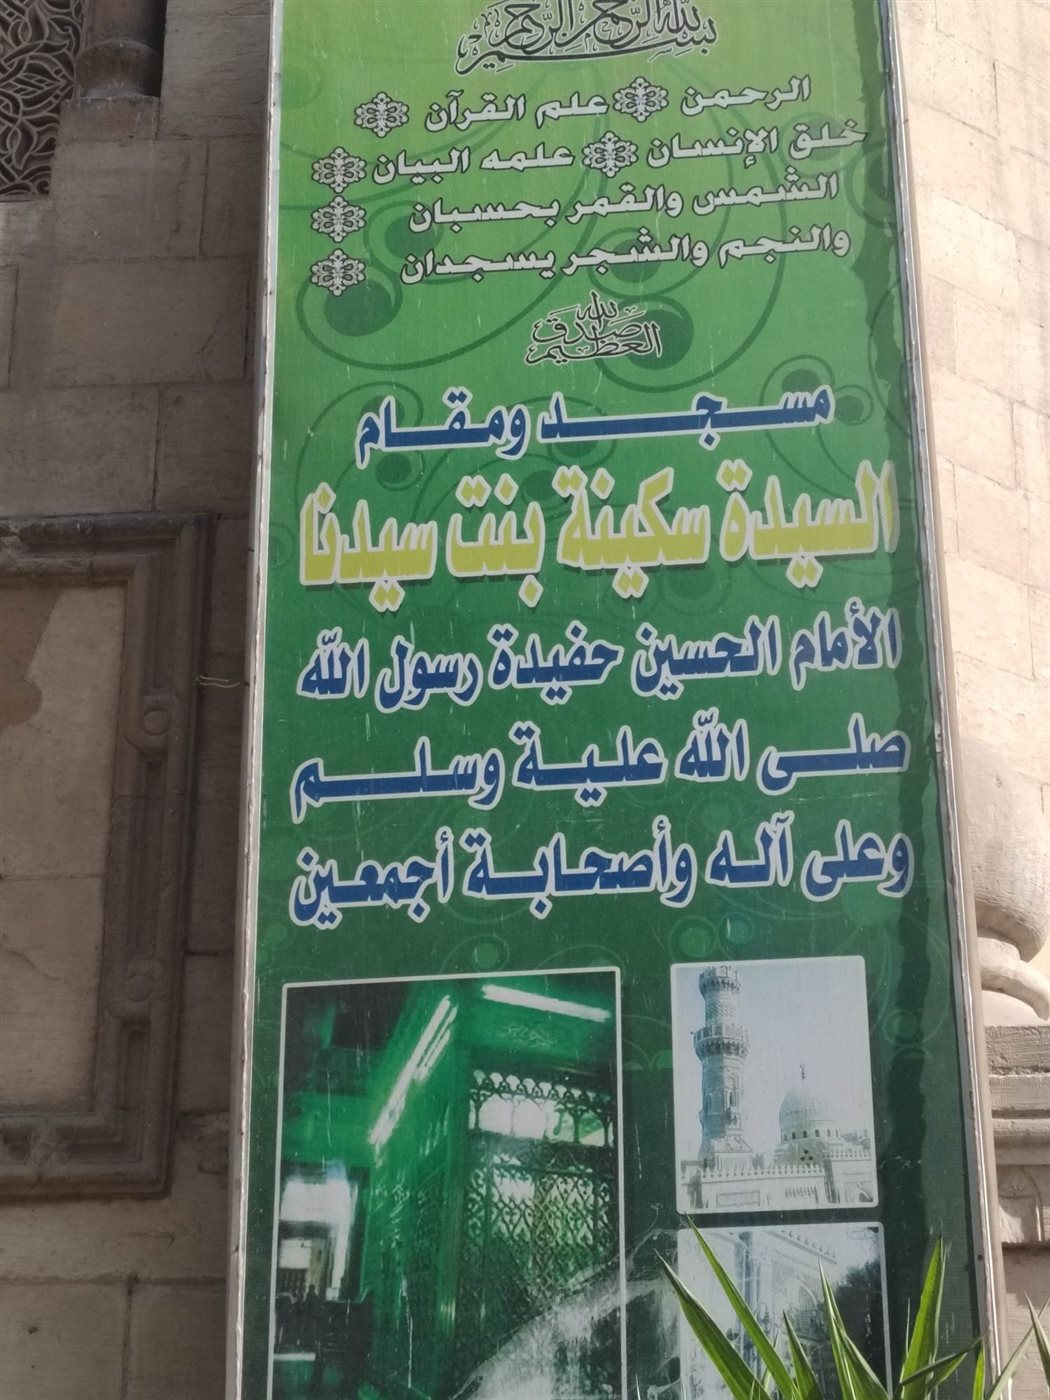 بسم الله الرحمن الرحيم
الرحمن علم القرآن
خلق الإنسان علمه البيان
الشمس والقمر بحسبان
والنجم والشجر يسجدان
صدق الله العظيم
مسجد ومقام
السيدة سكينة بنت سيدنا
الأمام الحسين حفيدة رسول الله
صلى الله علية وسلم
وعلى آله وأصحابة أجمعين